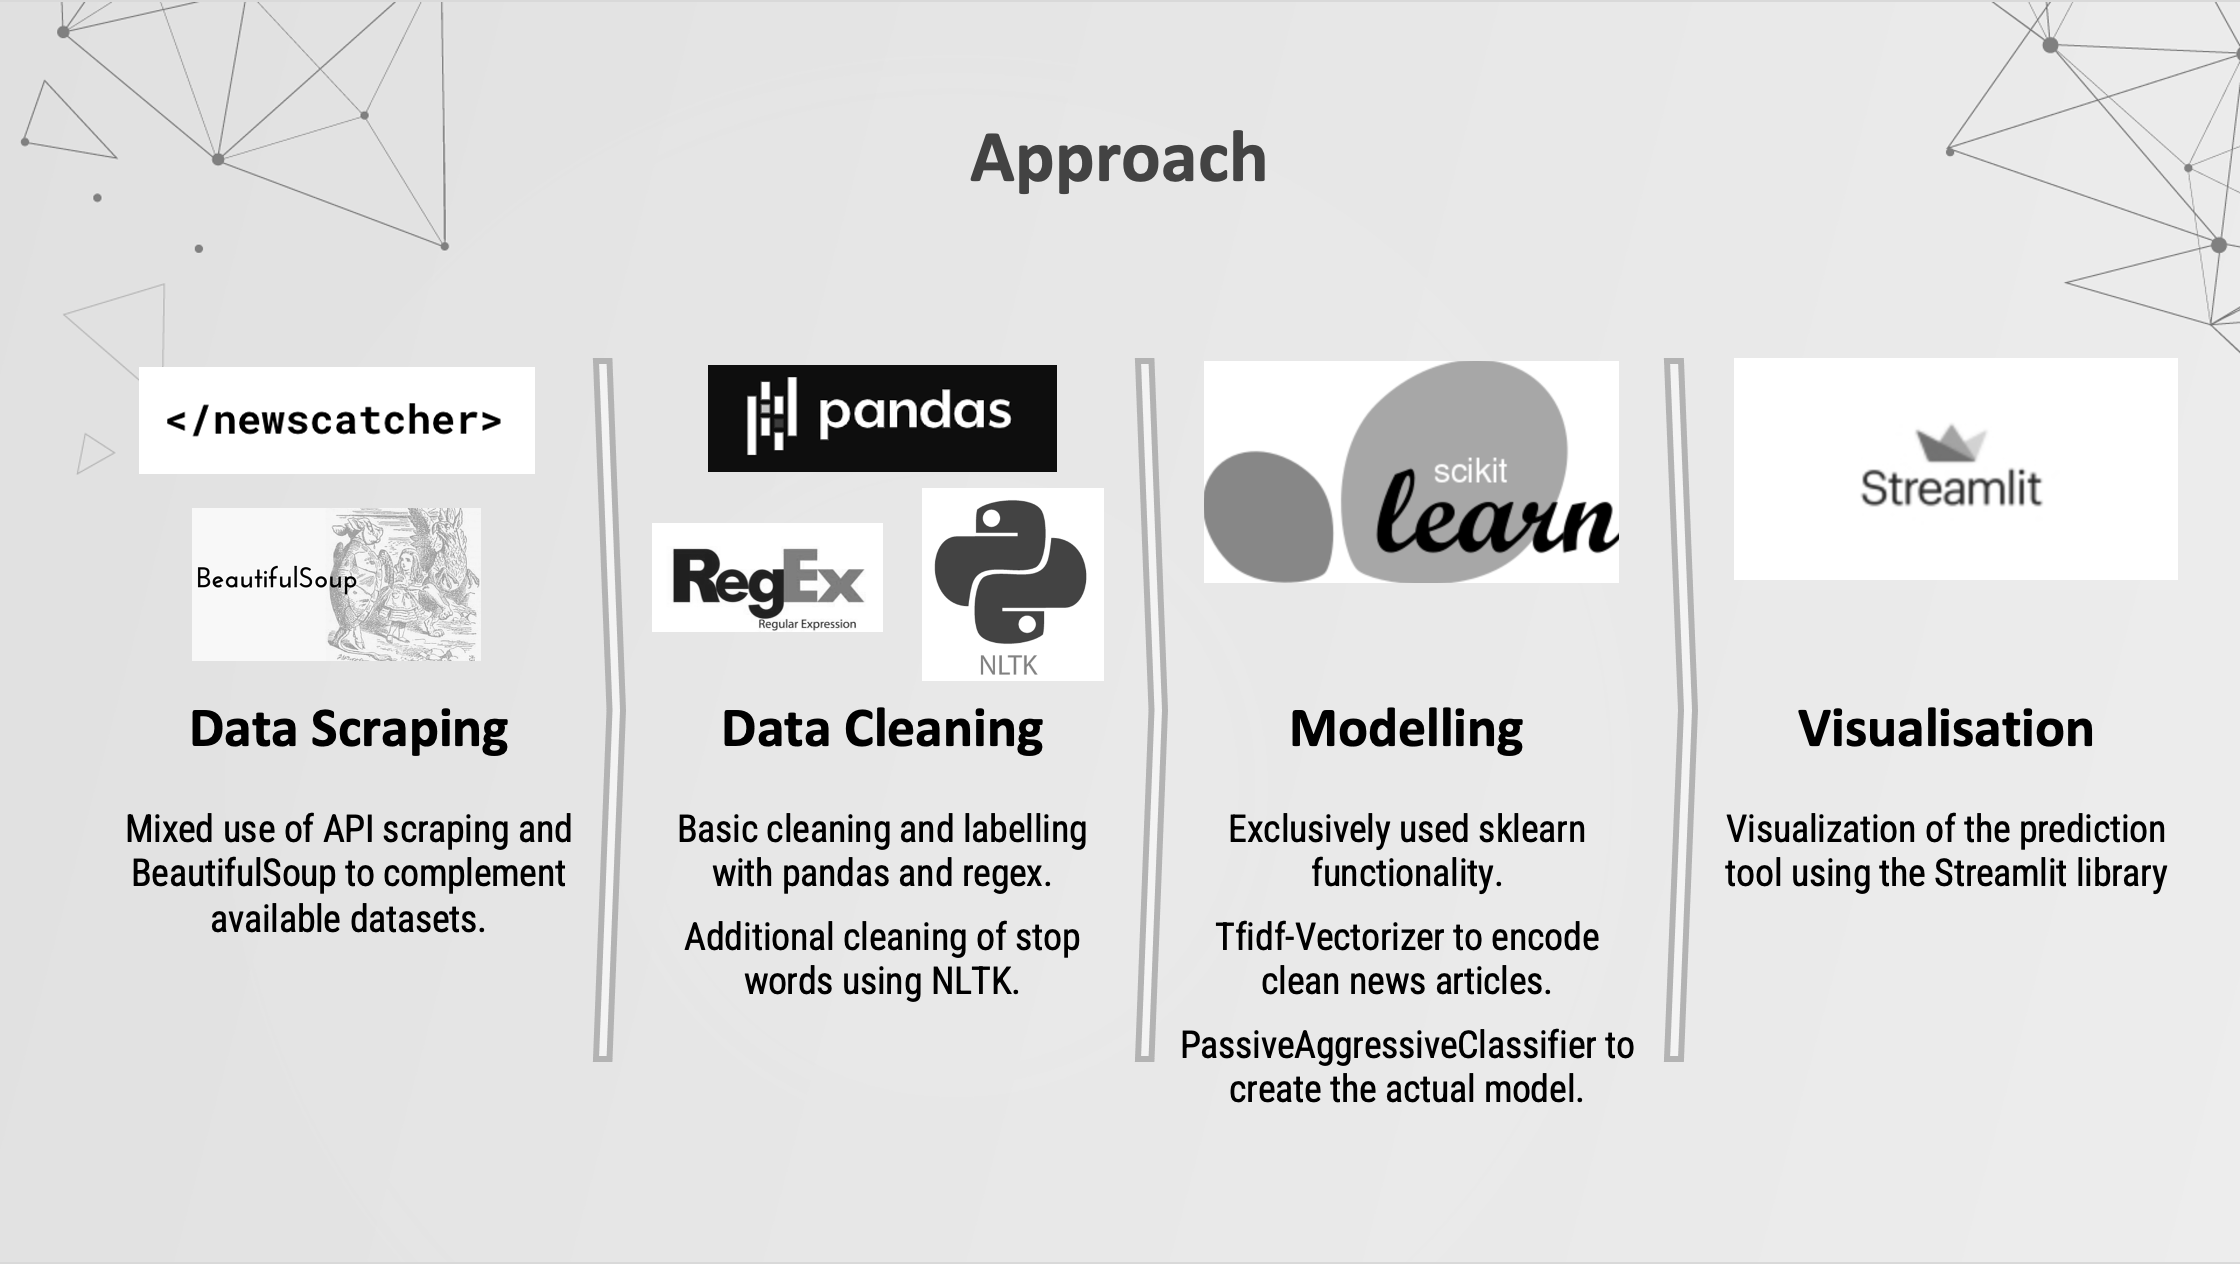 Approach
</newscatcher>
BeautifulSoup
Data Scraping
Mixed use of API scraping and
BeautifulSoup to complement
available datasets.
pandas
RegEx
Regular Expression
NLTK
Data Cleaning
Basic cleaning and labelling
with pandas and regex.
Additional cleaning of stop
words using NLTK.
scikit
learn
Modelling
Exclusively used sklearn
functionality.
Tfidf-Vectorizer to encode
clean news articles.
PassiveAggressiveClassifier to
create the actual model.
Streamlit
Visualisation
Visualization of the prediction
tool using the Streamlit library